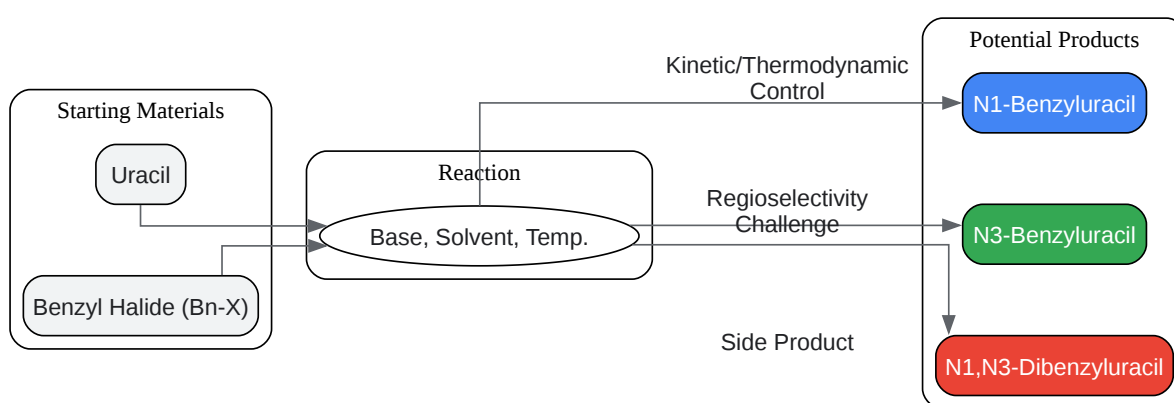 Starting Materials
Uracil
Benzyl Halide (Bn-X)
Reaction
Base, Solvent, Temp.
Kinetic/Thermodynamic
Control
Regioselectivity
Challenge
Side Product
Potential Products
N1-Benzyluracil
N3-Benzyluracil
N1,N3-Dibenzyluracil